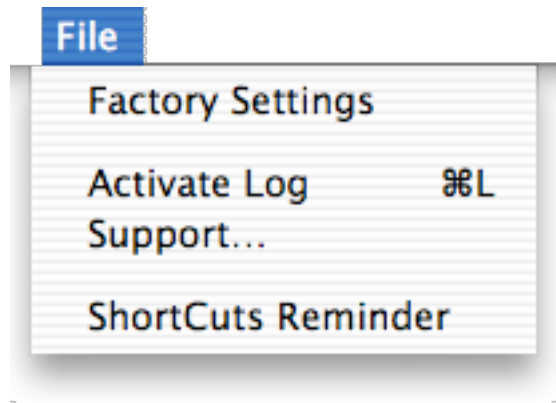 File
Factory Settings
Activate Log ⌘L
Support...
ShortCuts Reminder